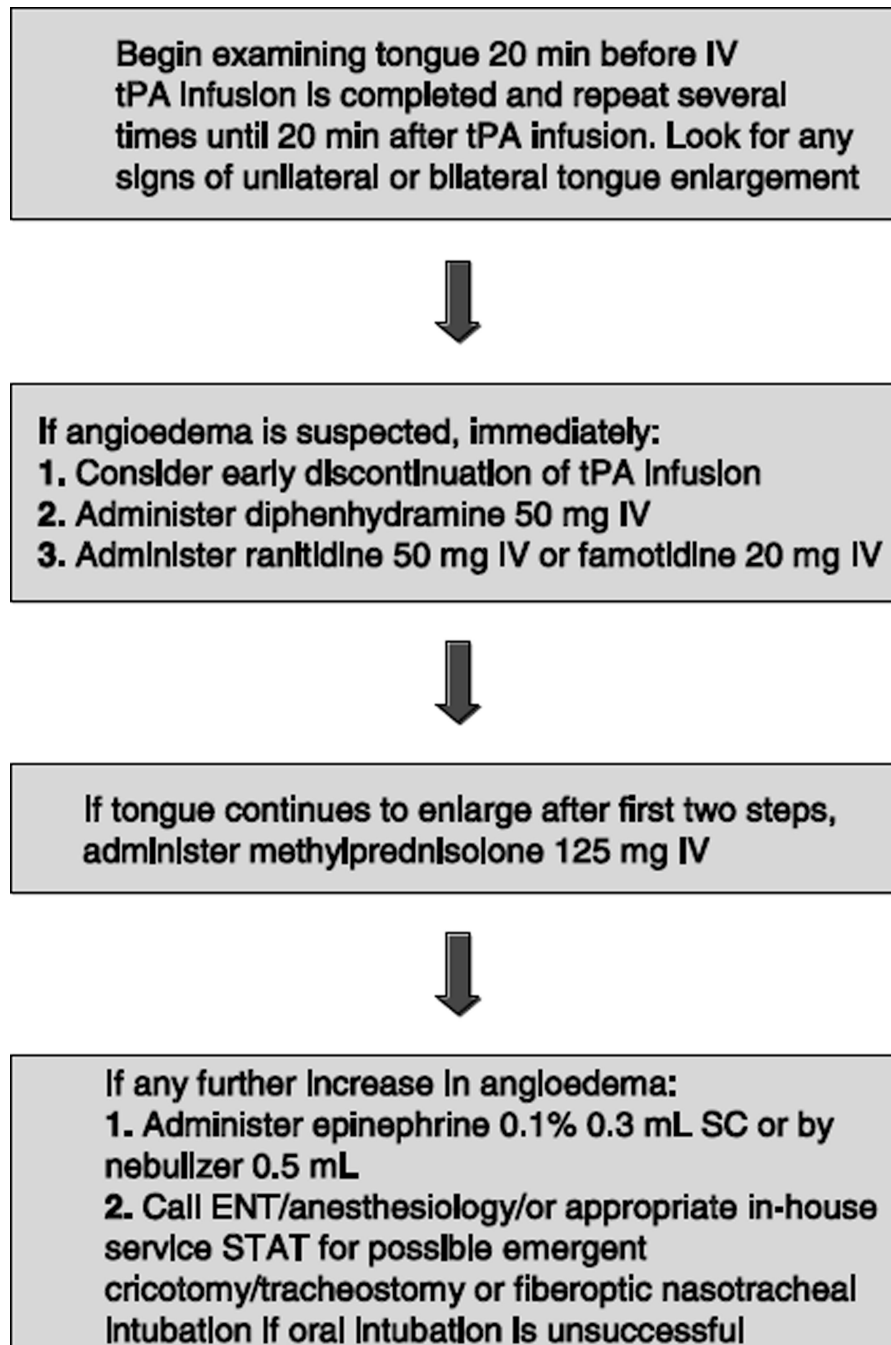 Begin examining tongue 20 min before IV
tPA infusion is completed and repeat several
times until 20 min after tPA infusion. Look for any
signs of unilateral or bilateral tongue enlargement
If angioedema is suspected, immediately:
1. Consider early discontinuation of tPA infusion
2. Administer diphenhydramine 50 mg IV
3. Administer ranitidine 50 mg IV or famotidine 20 mg IV
If tongue continues to enlarge after first two steps,
administer methylprednisolone 125 mg IV
If any further increase in angioedema:
1. Administer epinephrine 0.1% 0.3 mL SC or by
nebulizer 0.5 mL
2. Call ENT/anesthesiology/or appropriate in-house
service STAT for possible emergent
cricotomy/tracheostomy or fiberoptic nasotracheal
intubation if oral intubation is unsuccessful